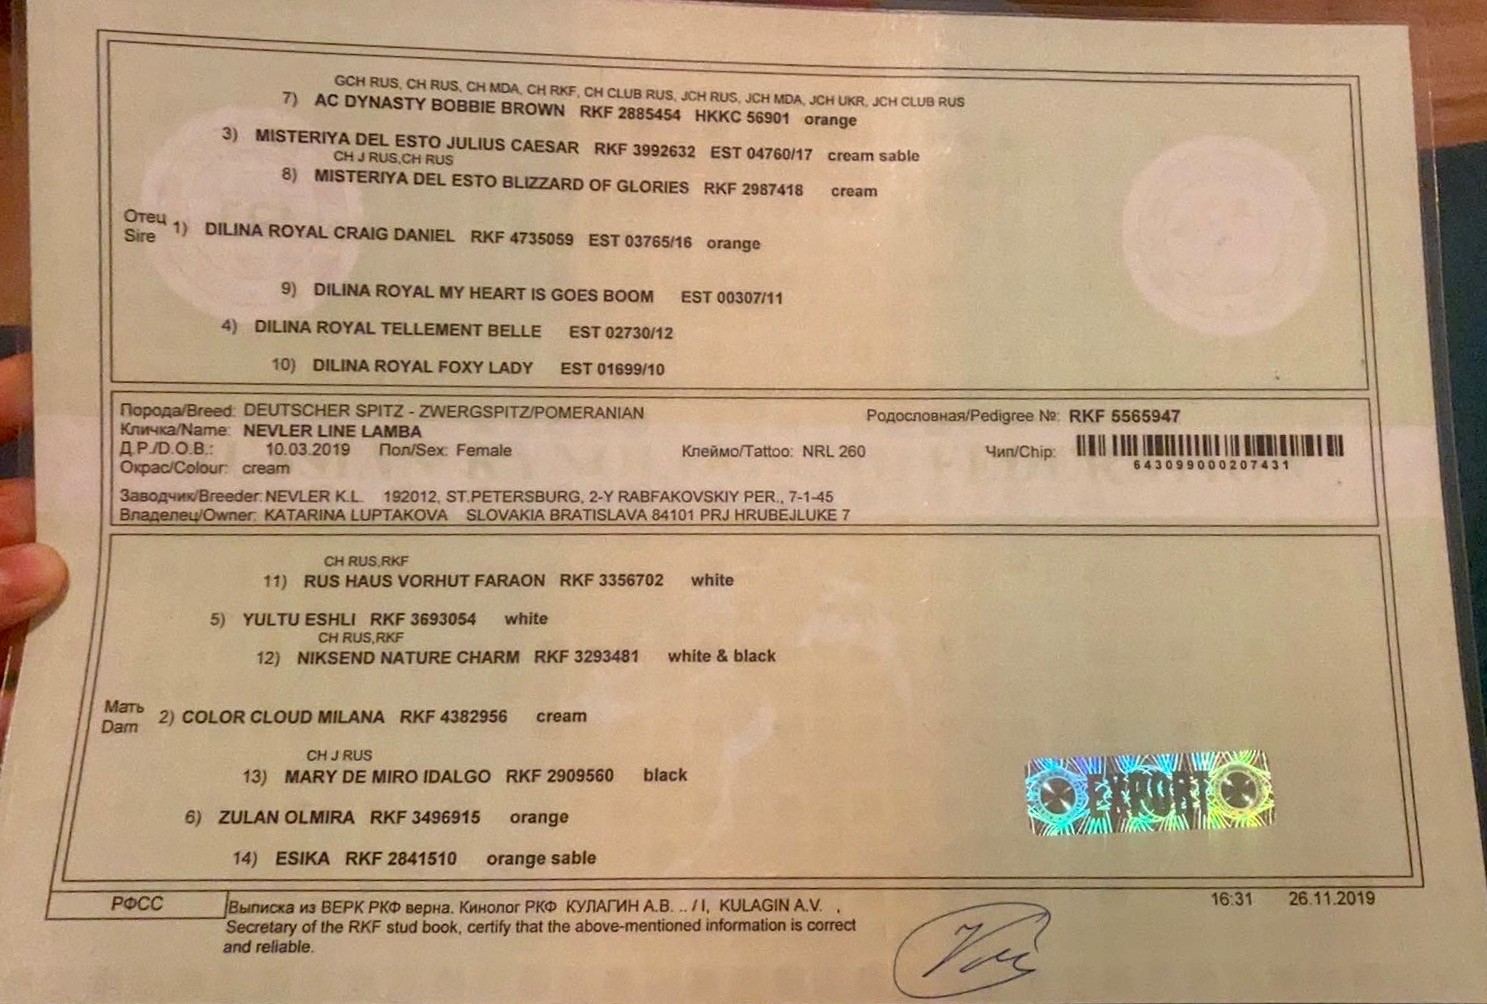 GCH RUS, CH RUS, CH MDA, CH RKF, CH CLUB RUS, JCH RUS, JCH MDA, JCH UKR, JCH CLUB RUS
7) AC DYNASTY BOBBIE BROWN RKF 2885454 HKKC 56901 orange
3) MISTERIYA DEL ESTO JULIUS CAESAR RKF 3992632 EST 04760/17 cream sable
CH J RUS,CH RUS
8) MISTERIYA DEL ESTO BLIZZARD OF GLORIES RKF 2987418 cream
Отец
Sire
1) DILINA ROYAL CRAIG DANIEL RKF 4735059 EST 03765/16 orange
9) DILINA ROYAL MY HEART IS GOES BOOM EST 00307/11
4) DILINA ROYAL TELLEMENT BELLE EST 02730/12
10) DILINA ROYAL FOXY LADY EST 01699/10
Порода/Breed: DEUTSCHER SPITZ - ZWERGSPITZ/POMERANIAN Родословная/Pedigree №: RKF 5565947
Кличка/Name: NEVLER LINE LAMBA
Д.Р./D.O.B.: 10.03.2019 Пол/Sex: Female Клеймо/Tattoo: NRL 260 Чип/Chip:
643099000207431
Окрас/Colour: cream
Заводчик/Breeder: NEVLER K.L. 192012, ST.PETERSBURG, 2-Y RABFAKOVSKIY PER., 7-1-45
Владелец/Owner: KATARINA LUPTAKOVA SLOVAKIA BRATISLAVA 84101 PRJ HRUBEJLUKE 7
CH RUS,RKF
11) RUS HAUS VORHUT FARAON RKF 3356702 white
5) YULTU ESHLI RKF 3693054 white
CH RUS,RKF
12) NIKSEND NATURE CHARM RKF 3293481 white & black
Мать
Dam
2) COLOR CLOUD MILANA RKF 4382956 cream
CH J RUS
13) MARY DE MIRO IDALGO RKF 2909560 black
6) ZULAN OLMIRA RKF 3496915 orange
EXPORT
14) ESIKA RKF 2841510 orange sable
РФСС
Выписка из ВЕРК РКФ верна. Кинолог РКФ КУЛАГИН А.В. .. / I, KULAGIN A.V. ,
16:31 26.11.2019
Secretary of the RKF stud book, certify that the above-mentioned information is correct
and reliable.